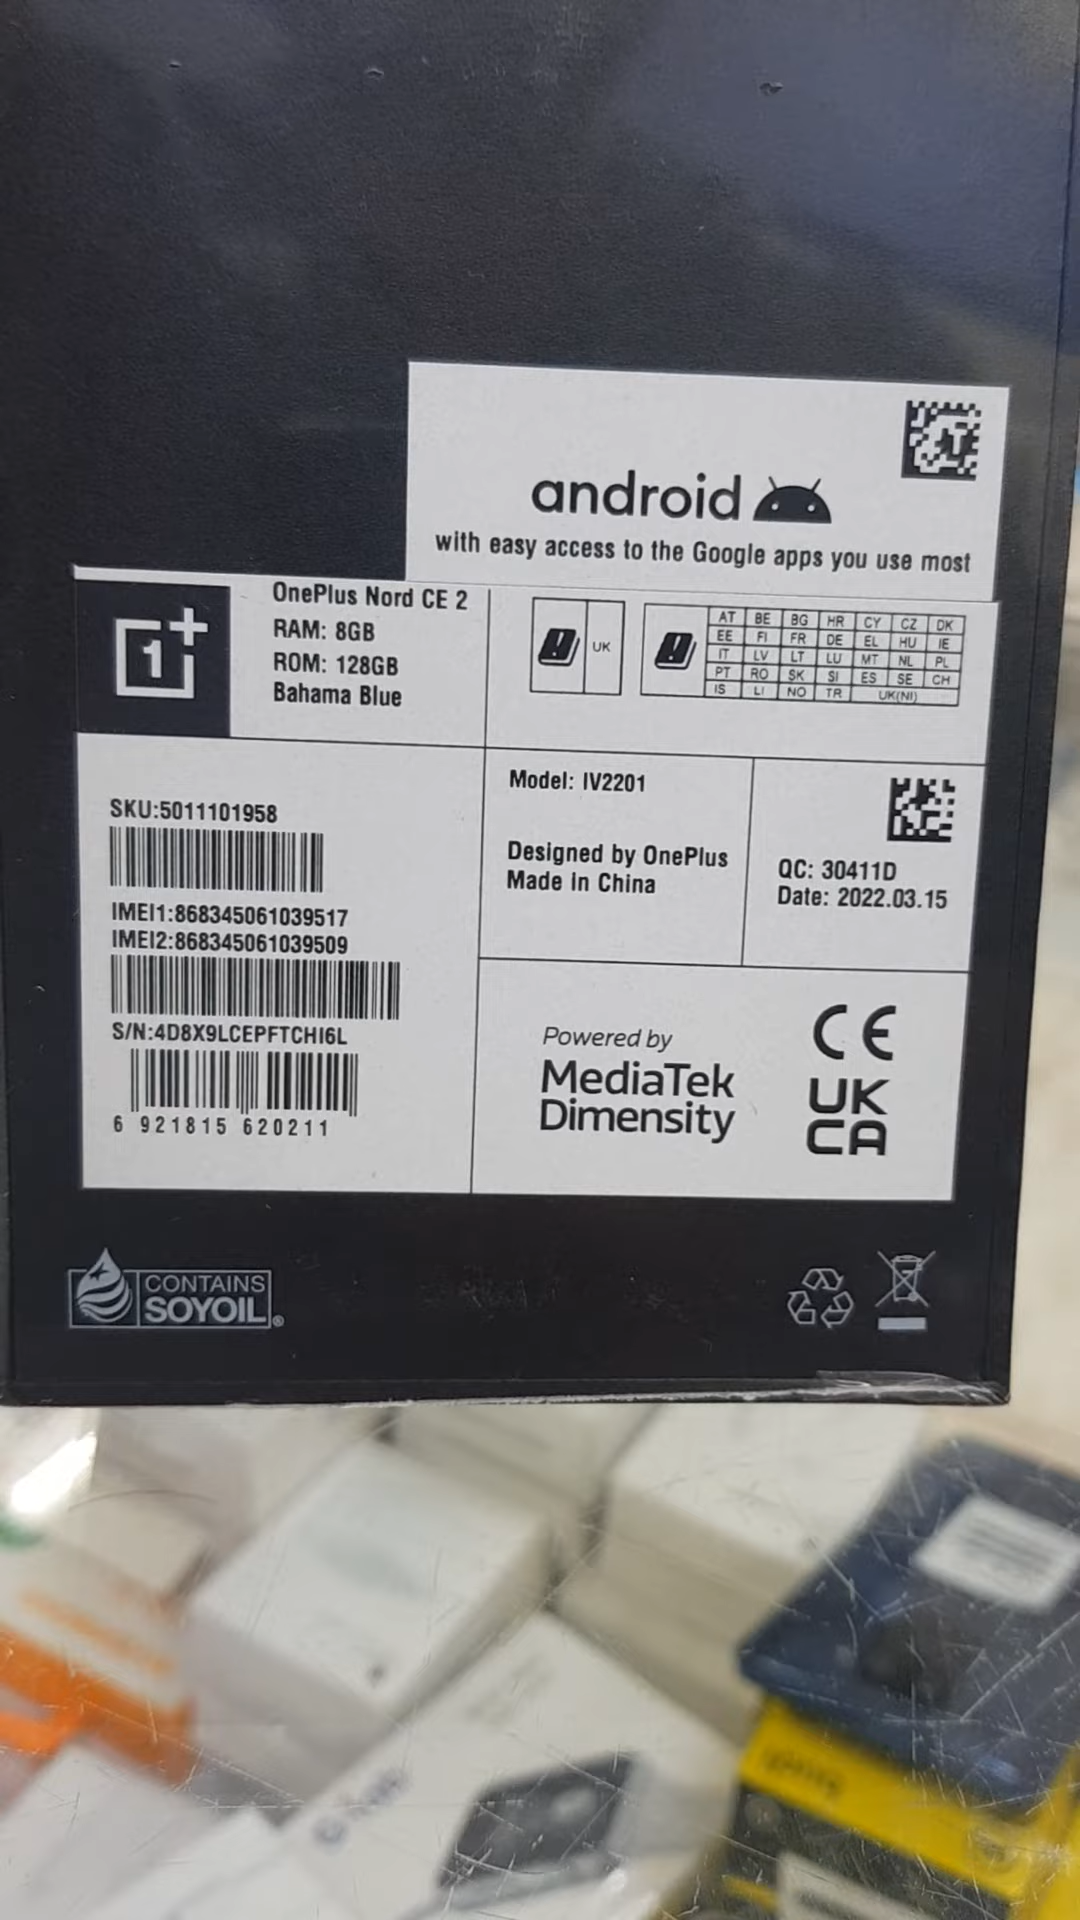 android
with easy access to the Google apps you use most
OnePlus Nord CE 2
RAM: 8GB
ROM: 128GB
Bahama Blue
UK
AT BE BG HR CY CZ DK
EE FI FR DE EL HU IE
IT LV LT LU MT NL PL
PT RO SK SI ES SE CH
IS LI NO TR UK(NI)
SKU:5011101958
IMEI1:868345061039517
IMEI2:868345061039509
S/N:4D8X9LCEPFTCHI6L
6 921815 620211
Model: IV2201
Designed by OnePlus
Made in China
QC: 30411D
Date: 2022.03.15
Powered by
MediaTek
Dimensity
CE
UK
CA
CONTAINS
SOYOIL®